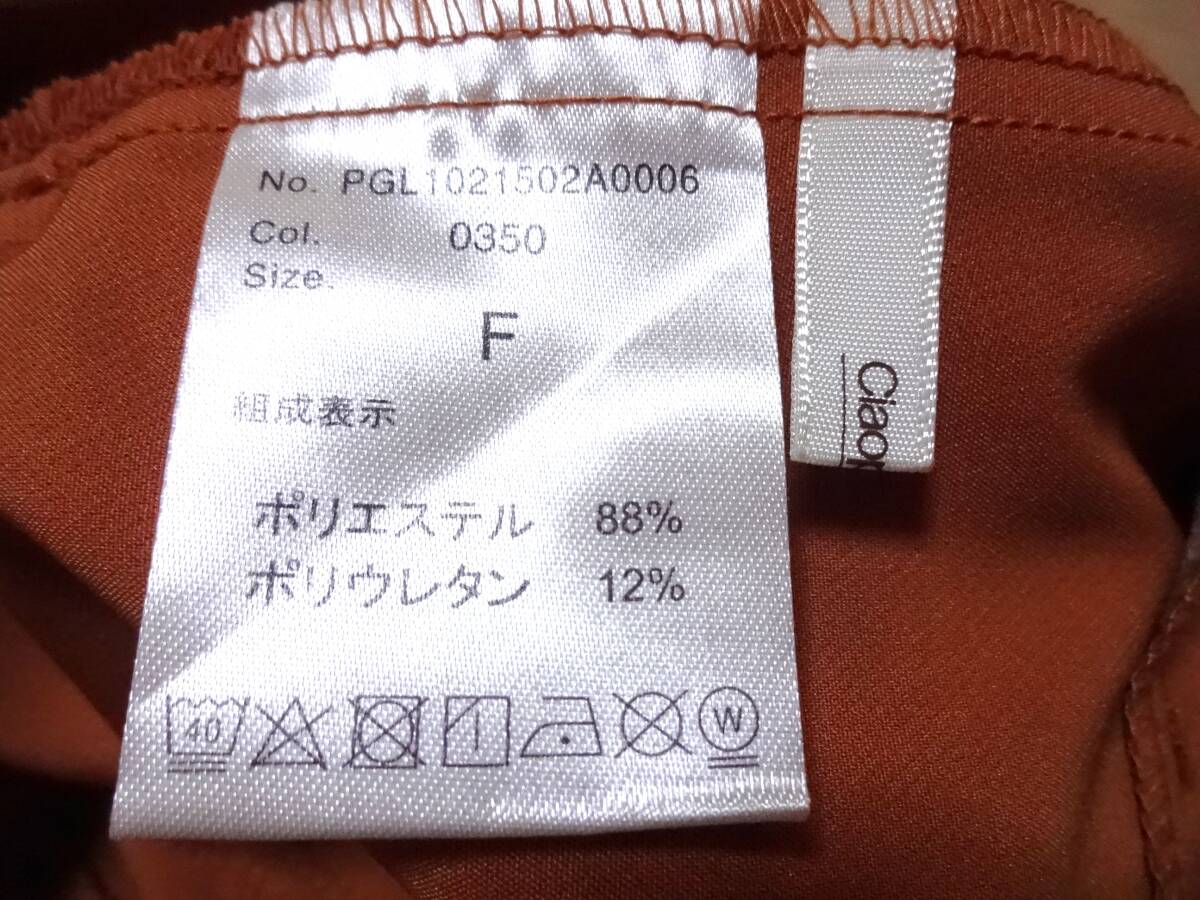 No. PGL1021502A0006
Col. 0350
Size.
F
組成表示
ポリエステル 88%
ポリウレタン 12%
40
W